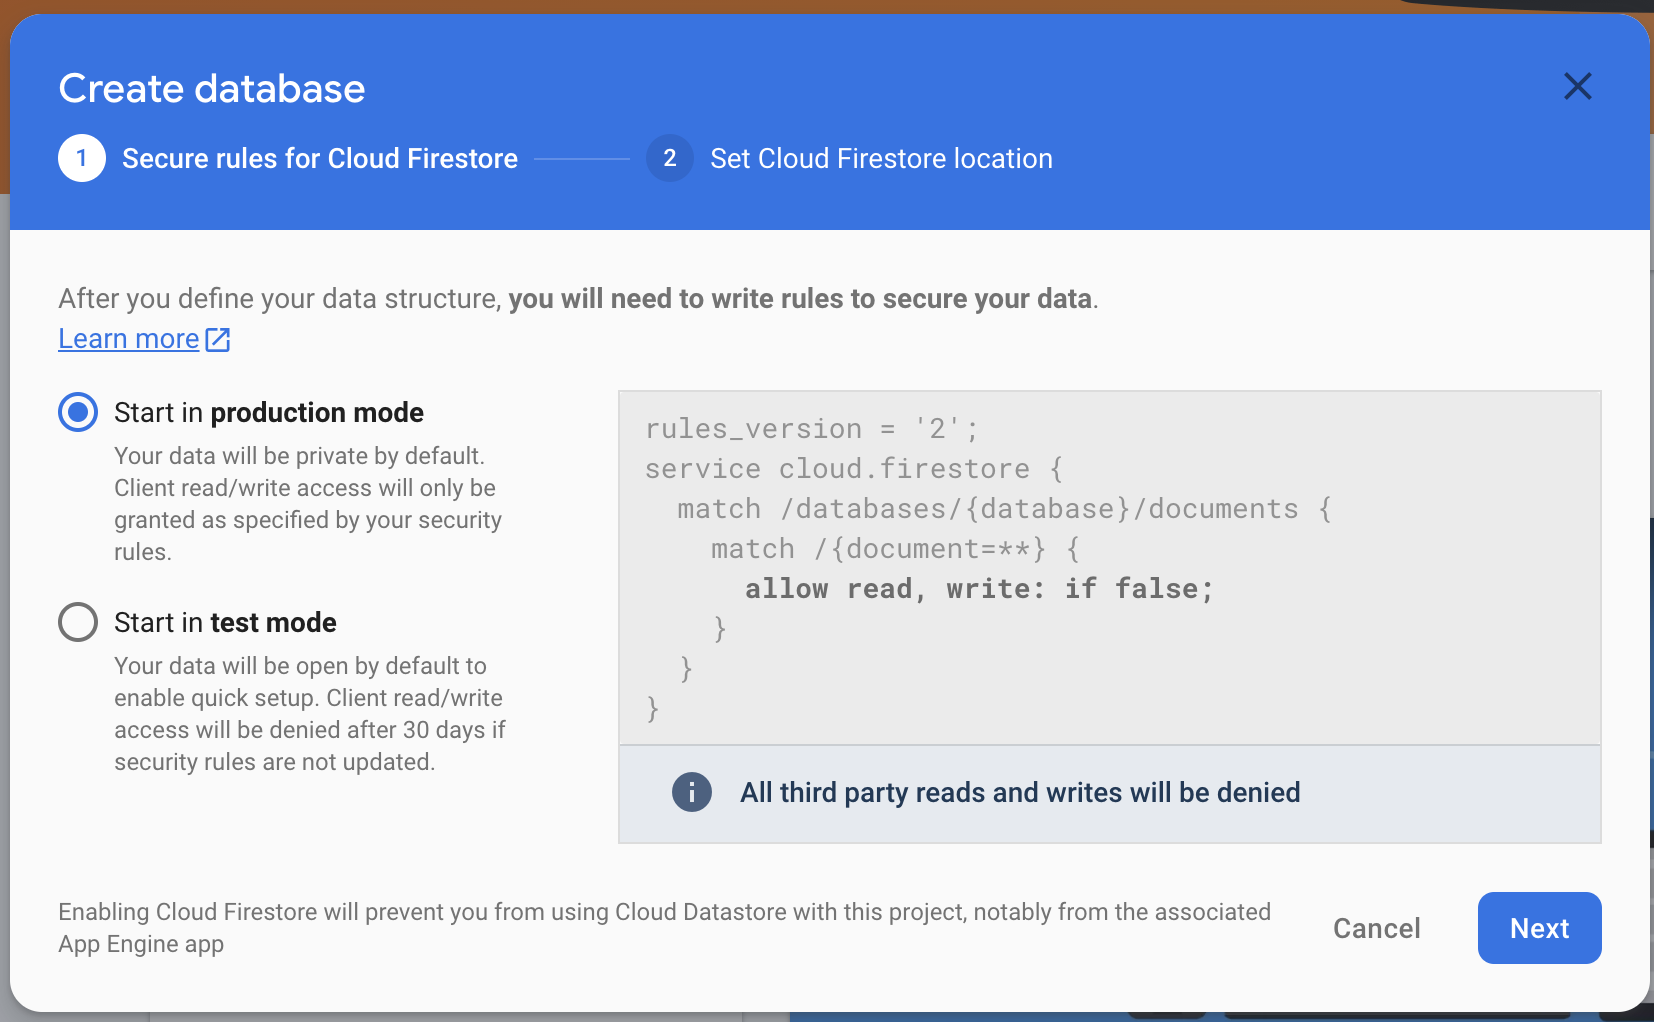 Create database
1 Secure rules for Cloud Firestore 2 Set Cloud Firestore location
After you define your data structure, you will need to write rules to secure your data.
Learn more
Start in production mode
Your data will be private by default.
Client read/write access will only be
granted as specified by your security
rules.
Start in test mode
Your data will be open by default to
enable quick setup. Client read/write
access will be denied after 30 days if
security rules are not updated.
rules_version = '2';
service cloud.firestore {
  match /databases/{database}/documents {
    match /{document=**} {
      allow read, write: if false;
    }
  }
}
i All third party reads and writes will be denied
Enabling Cloud Firestore will prevent you from using Cloud Datastore with this project, notably from the associated
App Engine app
Cancel Next